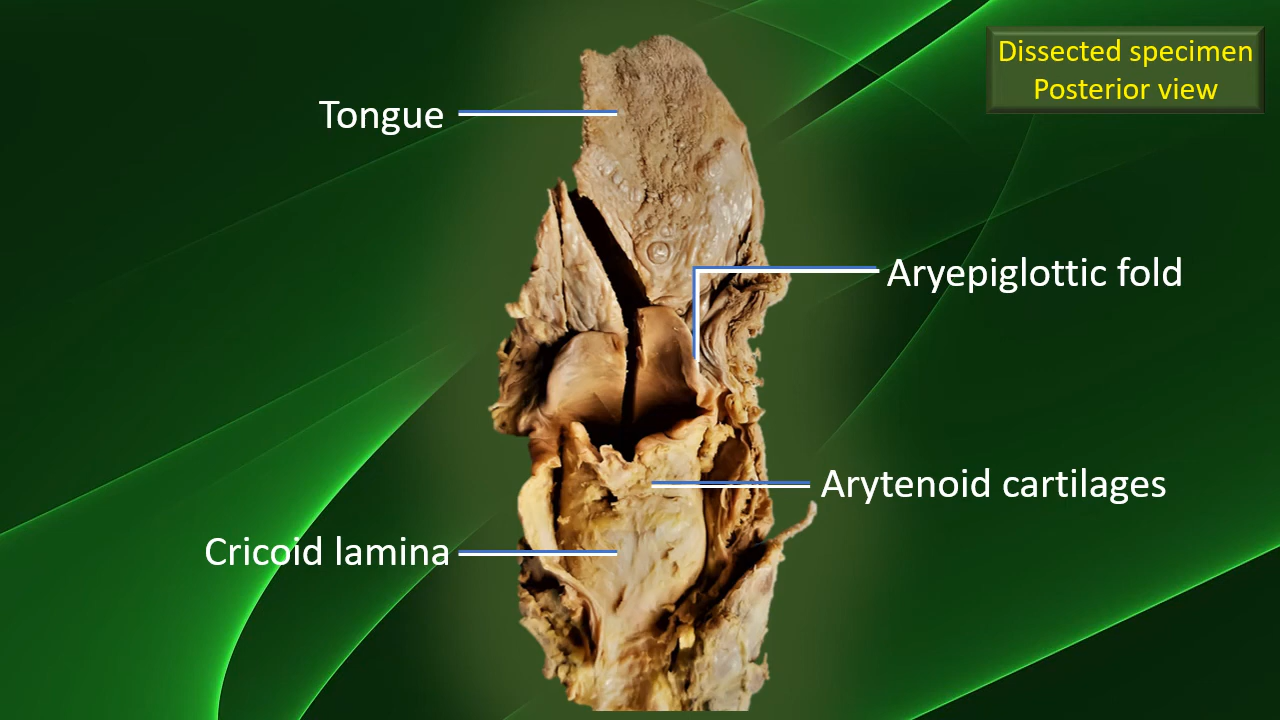 Dissected specimen
Posterior view
Tongue
Aryepiglottic fold
Arytenoid cartilages
Cricoid lamina